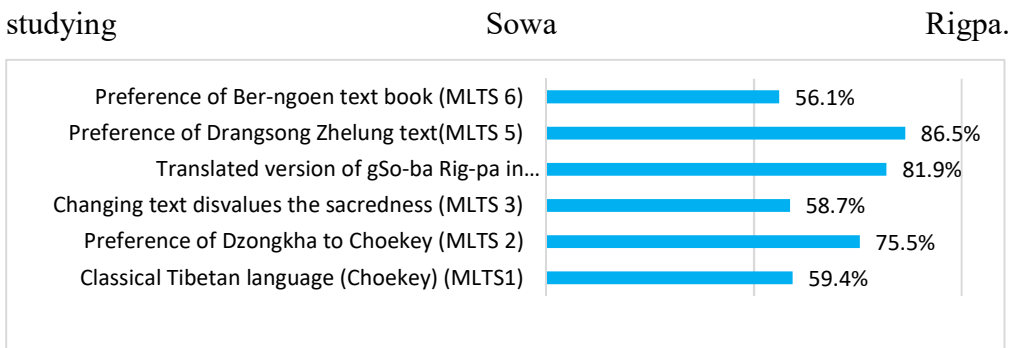 studying Sowa Rigpa.
Preference of Ber-ngoen text book (MLTS 6) 56.1%
Preference of Drangsong Zhelung text(MLTS 5) 86.5%
Translated version of gSo-ba Rig-pa in... 81.9%
Changing text disvalues the sacredness (MLTS 3) 58.7%
Preference of Dzongkha to Choekey (MLTS 2) 75.5%
Classical Tibetan language (Choekey) (MLTS1) 59.4%